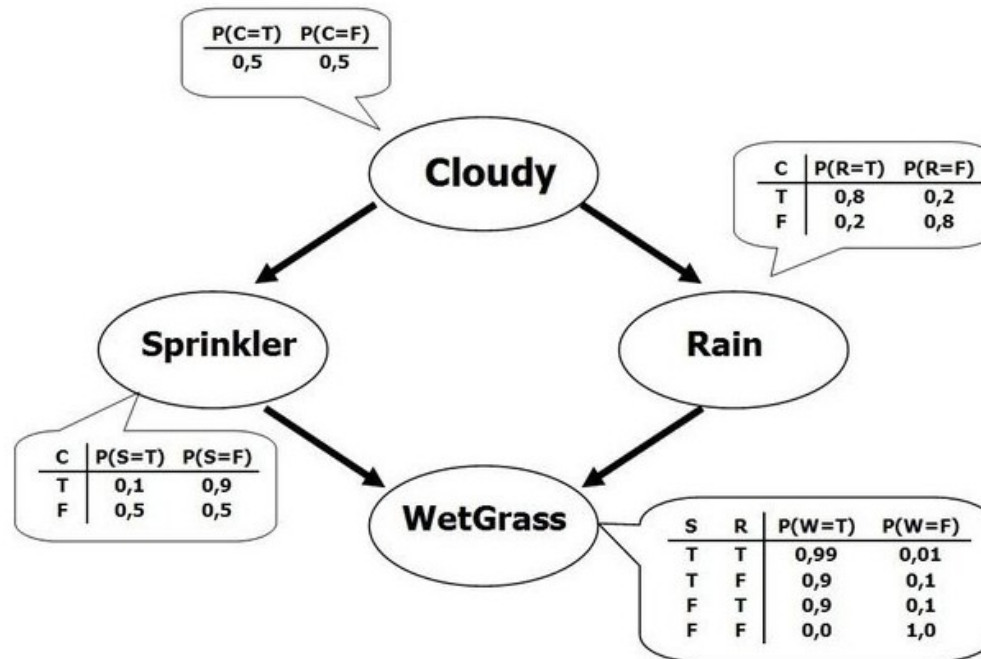 P(C=T) P(C=F)
0,5 0,5
Cloudy
C P(R=T) P(R=F)
T 0,8 0,2
F 0,2 0,8
Sprinkler
Rain
C P(S=T) P(S=F)
T 0,1 0,9
F 0,5 0,5
WetGrass
S R P(W=T) P(W=F)
T T 0,99 0,01
T F 0,9 0,1
F T 0,9 0,1
F F 0,0 1,0